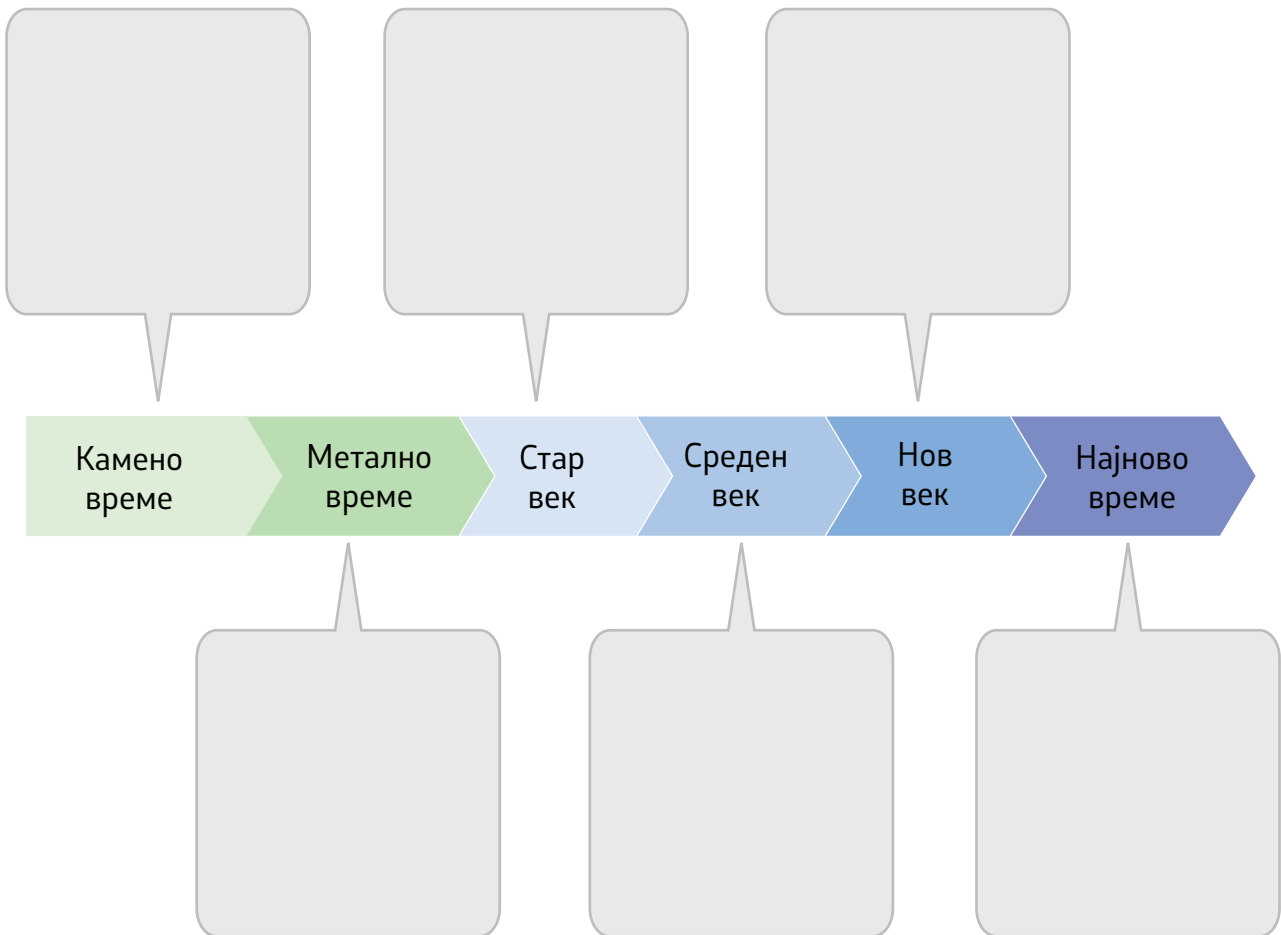 Камено
време
Метално
време
Стар
век
Среден
век
Нов
век
Најново
време